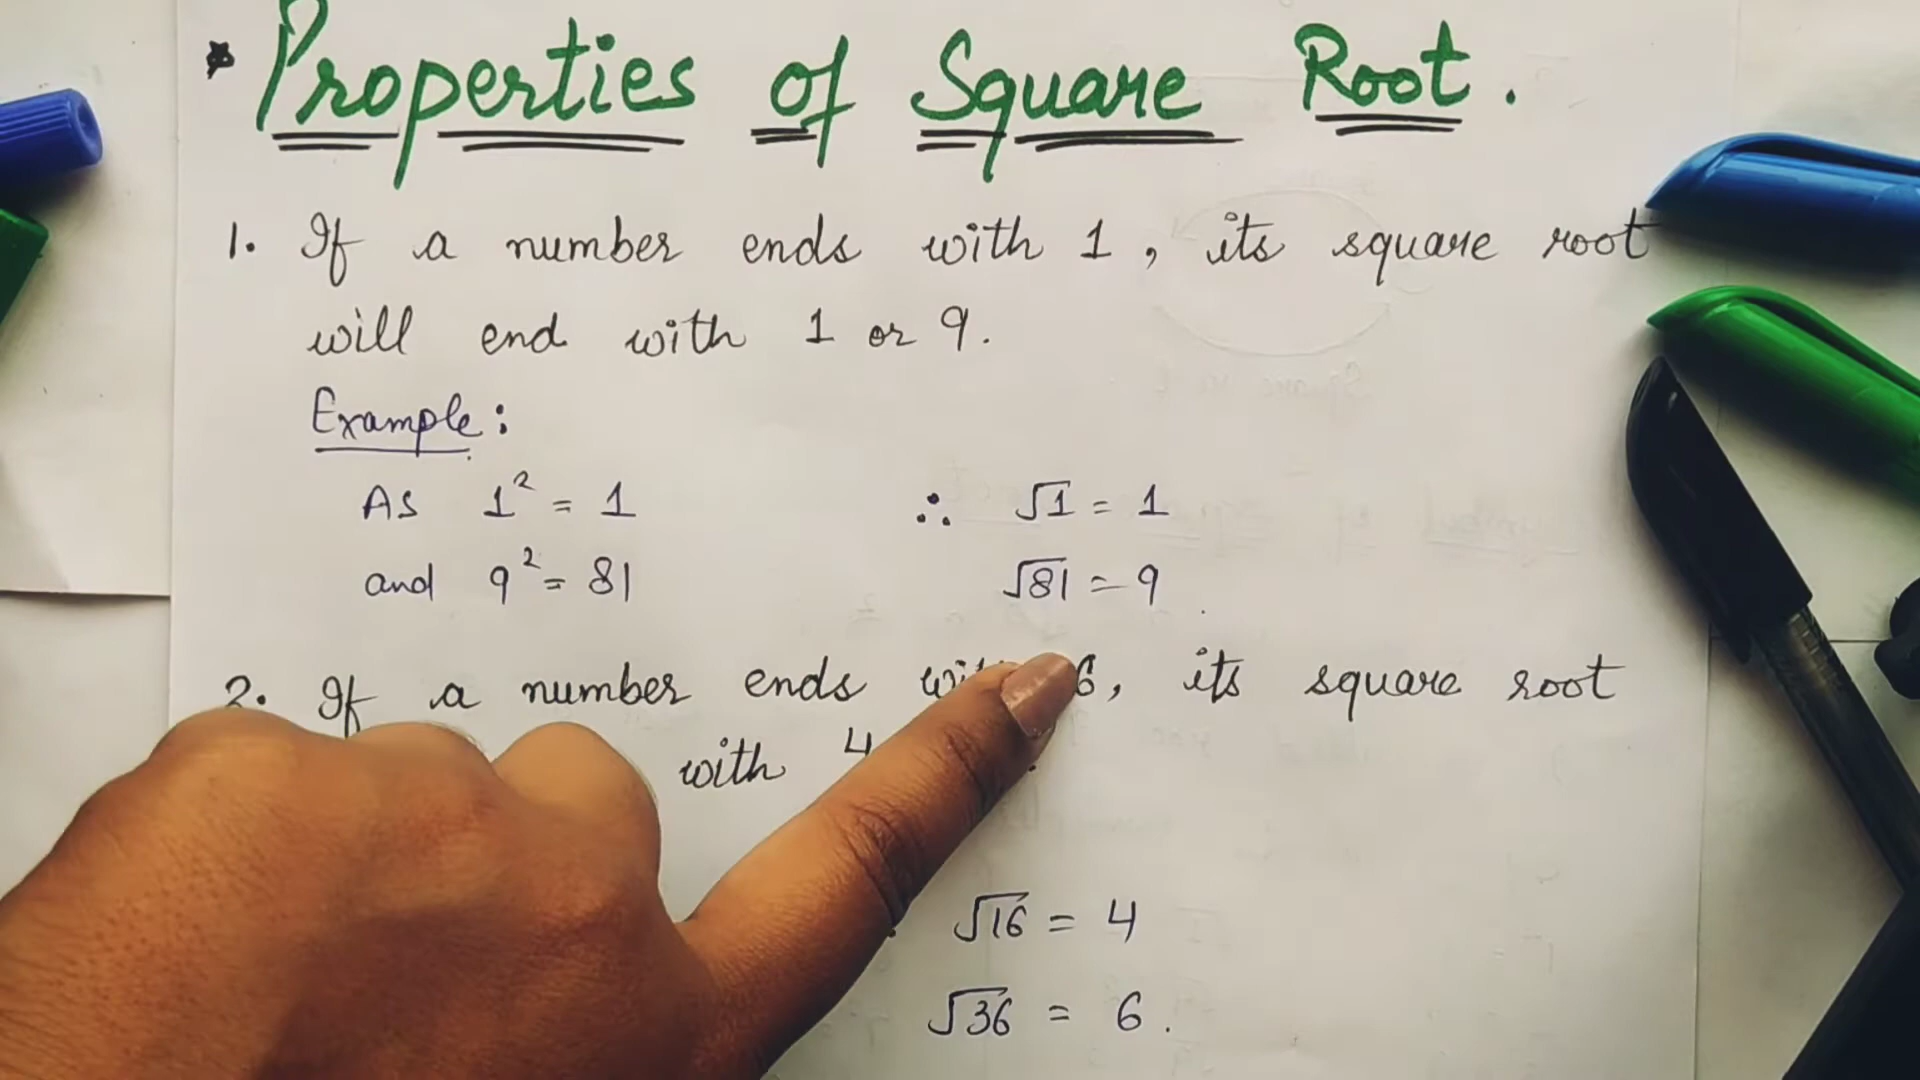 Properties of Square Root.
1. If a number ends with 1, its square root
will end with 1 or 9.
Example:
As 1² = 1 ∴ √1 = 1
and 9² = 81 √81 = 9
2. If a number ends 6, its square root
with 4
√16 = 4
√36 = 6.